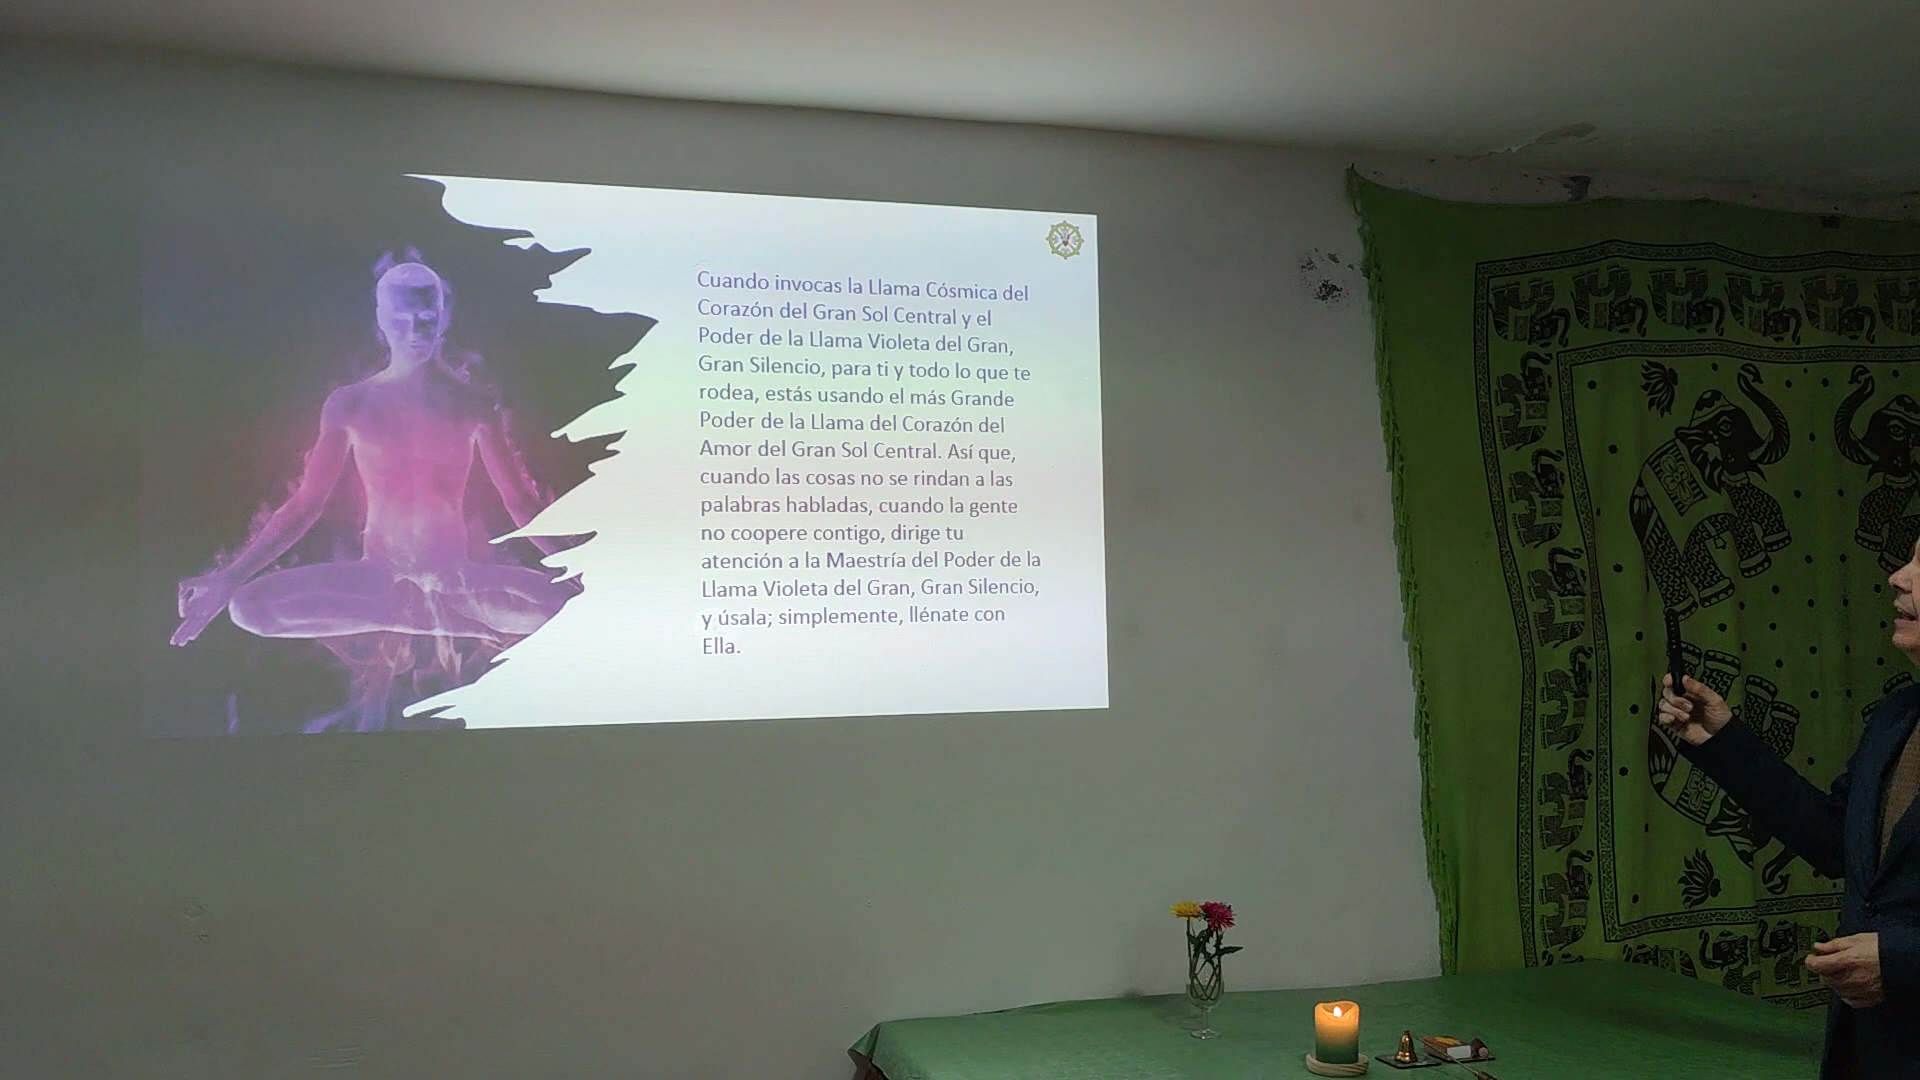 Cuando invocas la Llama Cósmica del
Corazón del Gran Sol Central y el
Poder de la Llama Violeta del Gran,
Gran Silencio, para ti y todo lo que te
rodea, estás usando el más Grande
Poder de la Llama del Corazón del
Amor del Gran Sol Central. Así que,
cuando las cosas no se rindan a las
palabras habladas, cuando la gente
no coopere contigo, dirige tu
atención a la Maestría del Poder de la
Llama Violeta del Gran, Gran Silencio,
y úsala; simplemente, llénate con
Ella.